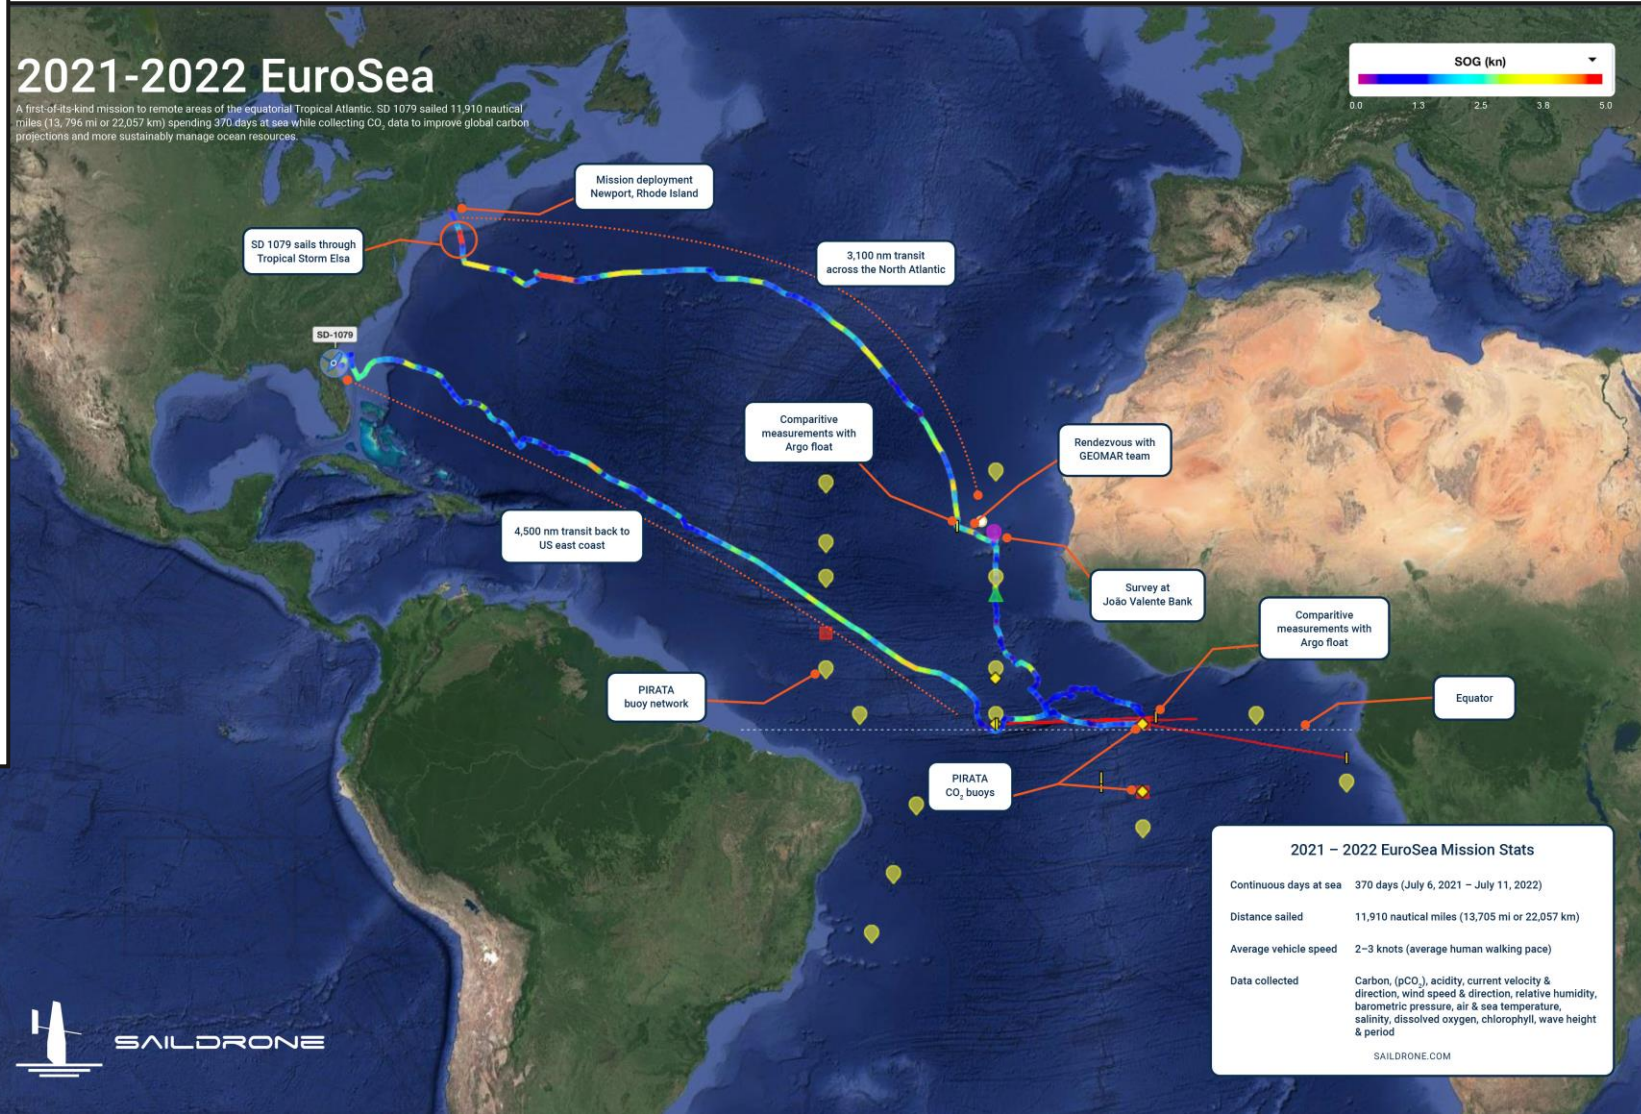 2021-2022 EuroSea
A first-of-its-kind mission to remote areas of the equatorial Tropical Atlantic. SD 1079 sailed 11,910 nautical
miles (13, 796 mi or 22,057 km) spending 370 days at sea while collecting CO₂ data to improve global carbon
projections and more sustainably manage ocean resources.
SOG (kn)
0.0 1.3 2.5 3.8 5.0
Mission deployment
Newport, Rhode Island
SD 1079 sails through
Tropical Storm Elsa
3,100 nm transit
across the North Atlantic
SD-1079
Comparitive
measurements with
Argo float
Rendezvous with
GEOMAR team
4,500 nm transit back to
US east coast
Survey at
João Valente Bank
Comparitive
measurements with
Argo float
PIRATA
buoy network
Equator
PIRATA
CO₂ buoys
2021 – 2022 EuroSea Mission Stats
Continuous days at sea 370 days (July 6, 2021 – July 11, 2022)
Distance sailed 11,910 nautical miles (13,705 mi or 22,057 km)
Average vehicle speed 2–3 knots (average human walking pace)
Data collected Carbon, (pCO₂), acidity, current velocity &
direction, wind speed & direction, relative humidity,
barometric pressure, air & sea temperature,
salinity, dissolved oxygen, chlorophyll, wave height
& period
SAILDRONE.COM
SAILDRONE